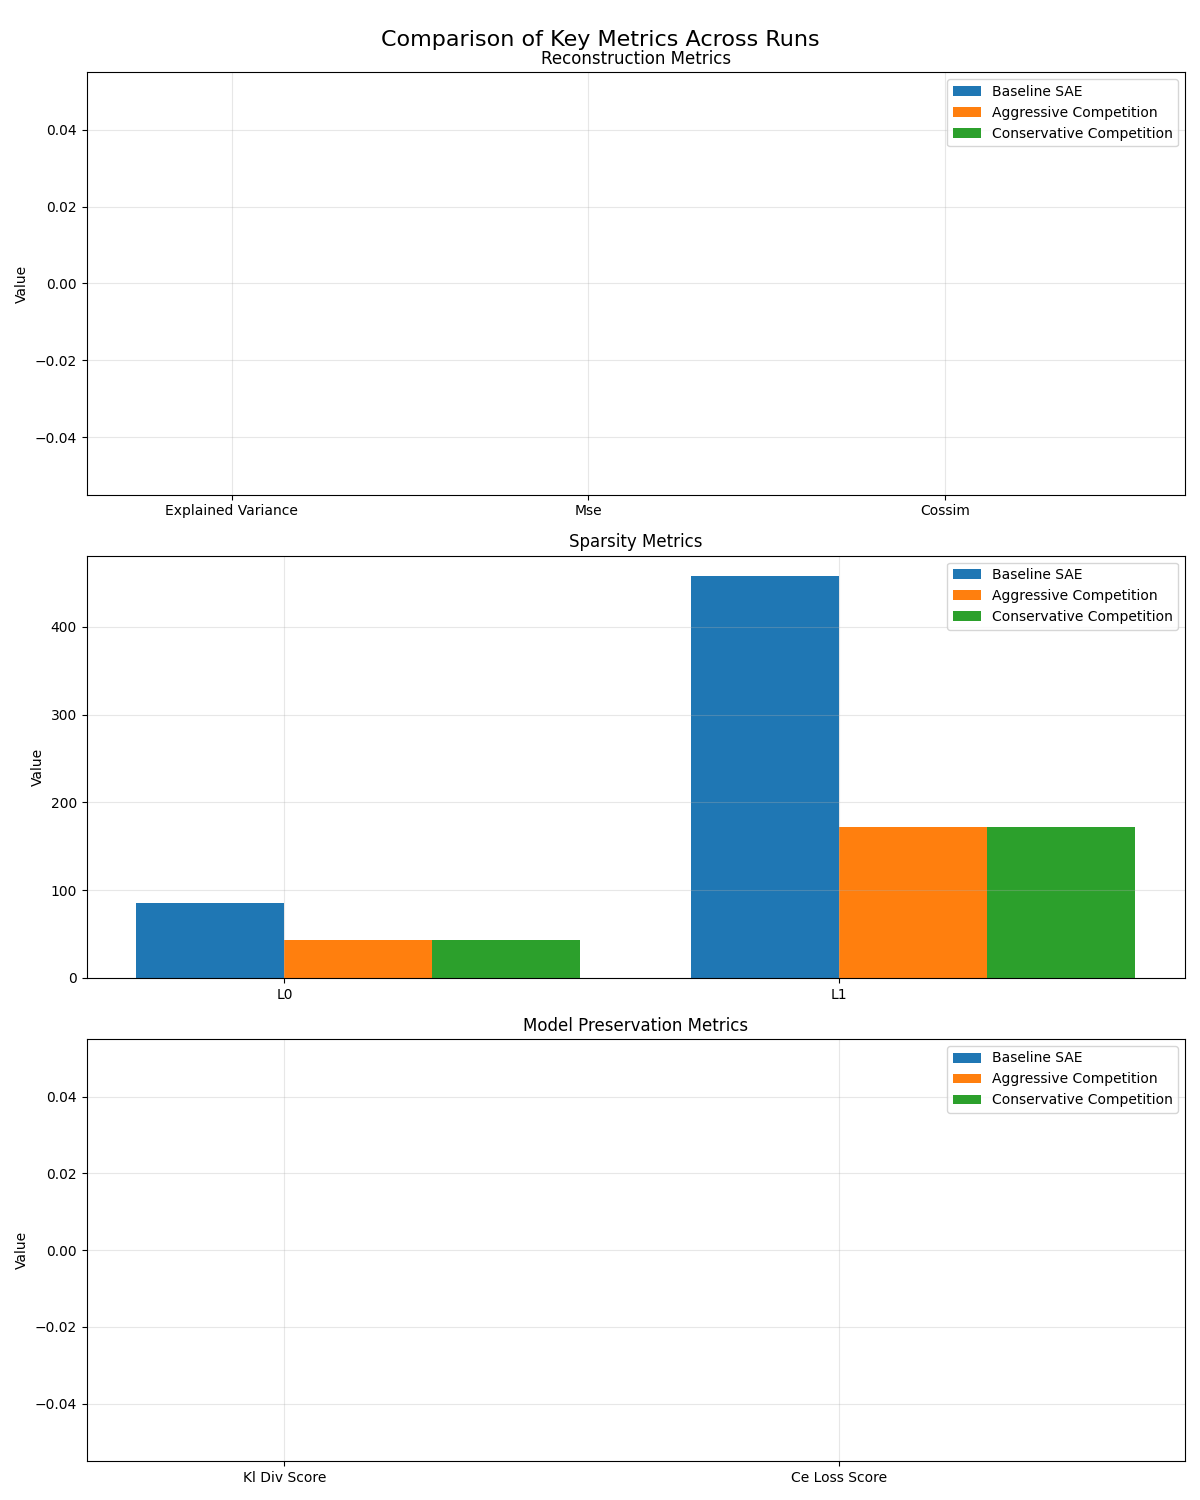 Comparison of Key Metrics Across Runs
Reconstruction Metrics
Baseline SAE
Aggressive Competition
Conservative Competition
0.04
0.02
0.00
−0.02
−0.04
Value
Explained Variance
Mse
Cossim
Sparsity Metrics
Baseline SAE
Aggressive Competition
Conservative Competition
400
300
200
100
0
Value
L0
L1
Model Preservation Metrics
Baseline SAE
Aggressive Competition
Conservative Competition
0.04
0.02
0.00
−0.02
−0.04
Value
Kl Div Score
Ce Loss Score